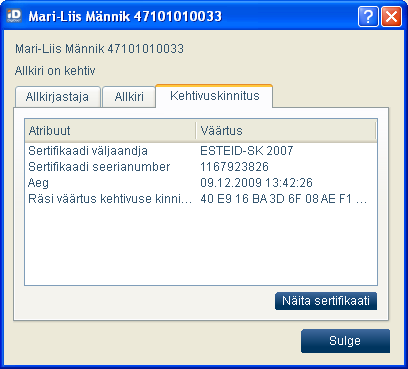 iD Mari-Liis Männik 47101010033
Mari-Liis Männik 47101010033
Allkiri on kehtiv
Allkirjastaja Allkiri Kehtivuskinnitus
Atribuut Väärtus
Sertifikaadi väljaandja ESTEID-SK 2007
Sertifikaadi seerianumber 1167923826
Aeg 09.12.2009 13:42:26
Räsi väärtus kehtivuse kinni... 40 E9 16 BA 3D 6F 08 AE F1 ...
Näita sertifikaati
Sulge